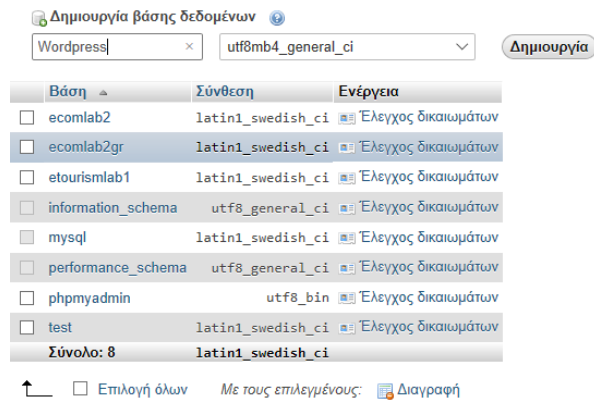 Δημιουργία βάσης δεδομένων
Wordpress × utf8mb4_general_ci Δημιουργία
Βάση Σύνθεση Ενέργεια
ecomlab2 latin1_swedish_ci Έλεγχος δικαιωμάτων
ecomlab2gr latin1_swedish_ci Έλεγχος δικαιωμάτων
etourismlab1 latin1_swedish_ci Έλεγχος δικαιωμάτων
information_schema utf8_general_ci Έλεγχος δικαιωμάτων
mysql latin1_swedish_ci Έλεγχος δικαιωμάτων
performance_schema utf8_general_ci Έλεγχος δικαιωμάτων
phpmyadmin utf8_bin Έλεγχος δικαιωμάτων
test latin1_swedish_ci Έλεγχος δικαιωμάτων
Σύνολο: 8 latin1_swedish_ci
Επιλογή όλων Με τους επιλεγμένους: Διαγραφή